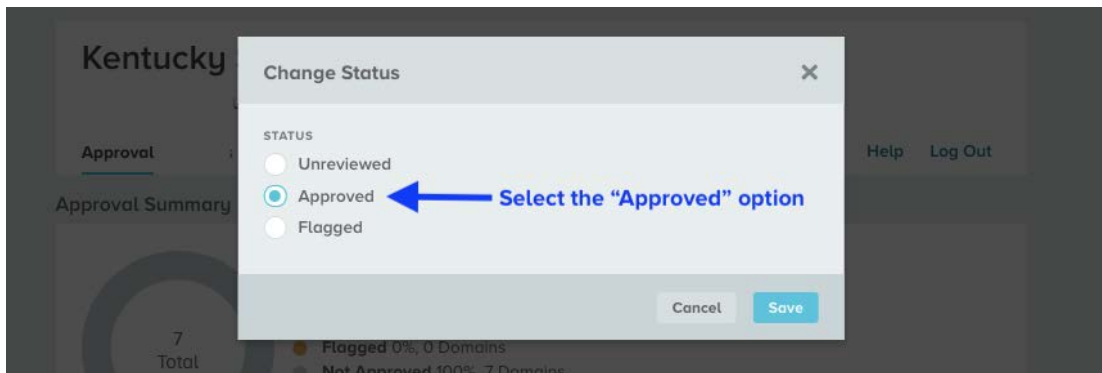 Kentucky
Change Status
STATUS
Unreviewed
Approval
Help Log Out
Approved
Select the “Approved” option
Approval Summary
Flagged
Cancel Save
7
Total
Flagged 0%, 0 Domains
Not Approved 100%, 7 Domains